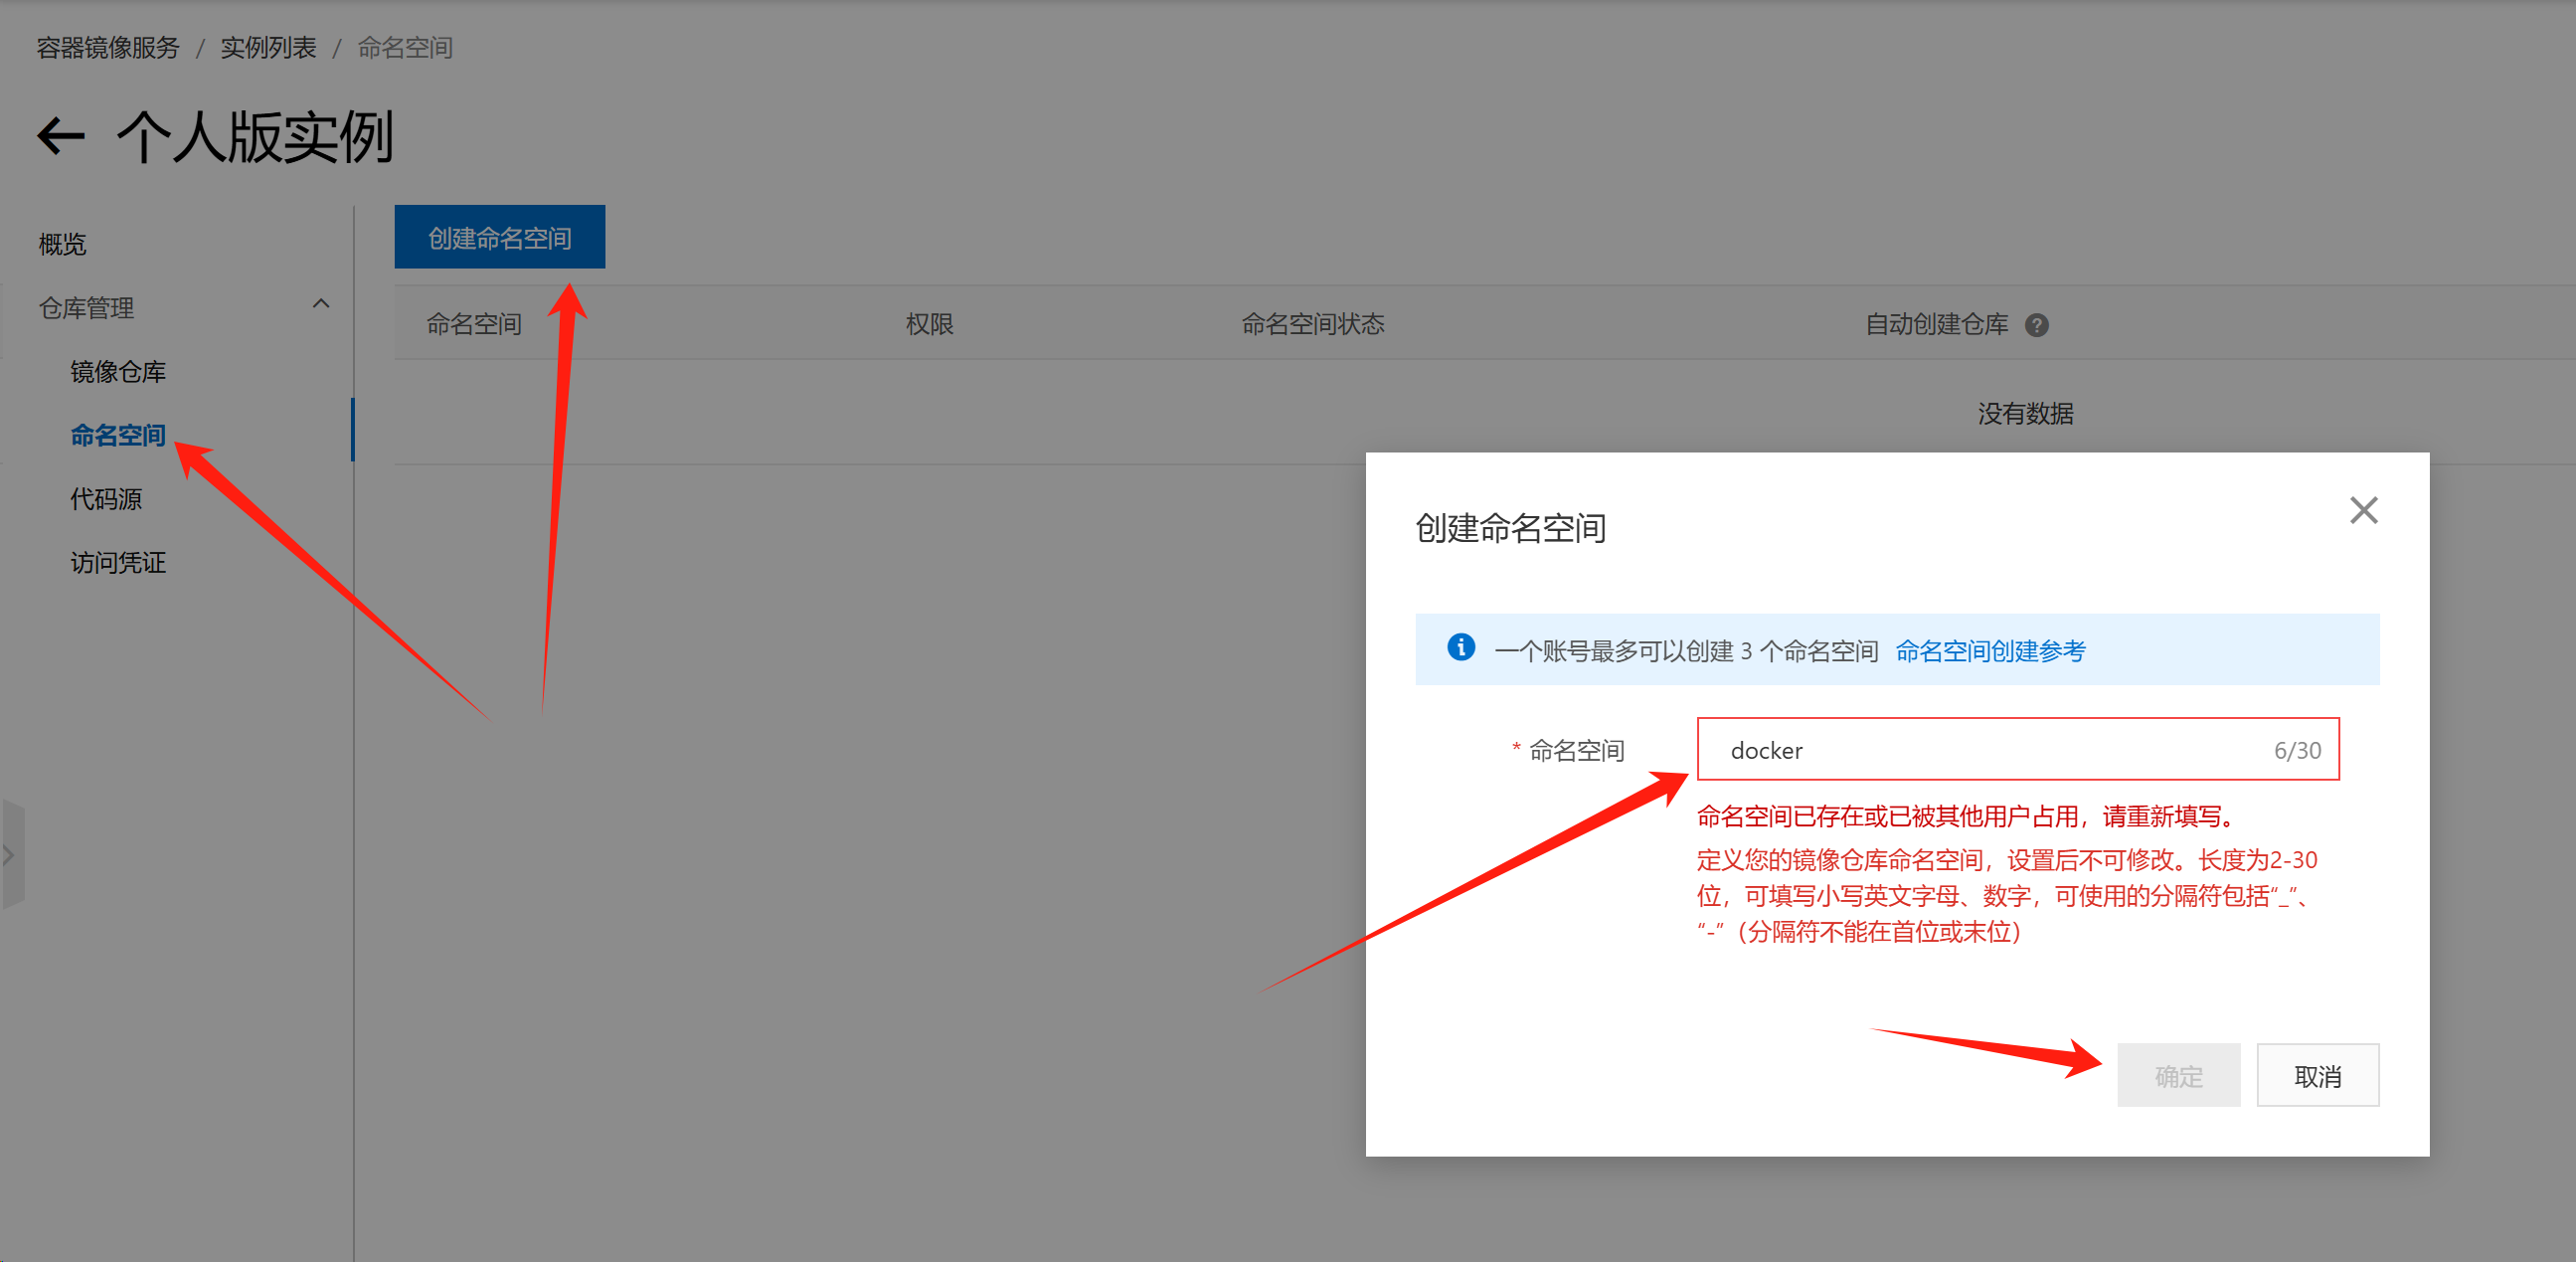 容器镜像服务 / 实例列表 / 命名空间
个人版实例
概览
仓库管理
镜像仓库
命名空间
代码源
访问凭证
创建命名空间
命名空间 权限 命名空间状态 自动创建仓库 ?
没有数据
创建命名空间
一个账号最多可以创建 3 个命名空间 命名空间创建参考
* 命名空间 docker 6/30
命名空间已存在或已被其他用户占用，请重新填写。
定义您的镜像仓库命名空间，设置后不可修改。长度为2-30
位，可填写小写英文字母、数字，可使用的分隔符包括“_”、
“-”（分隔符不能在首位或末位）
确定 取消